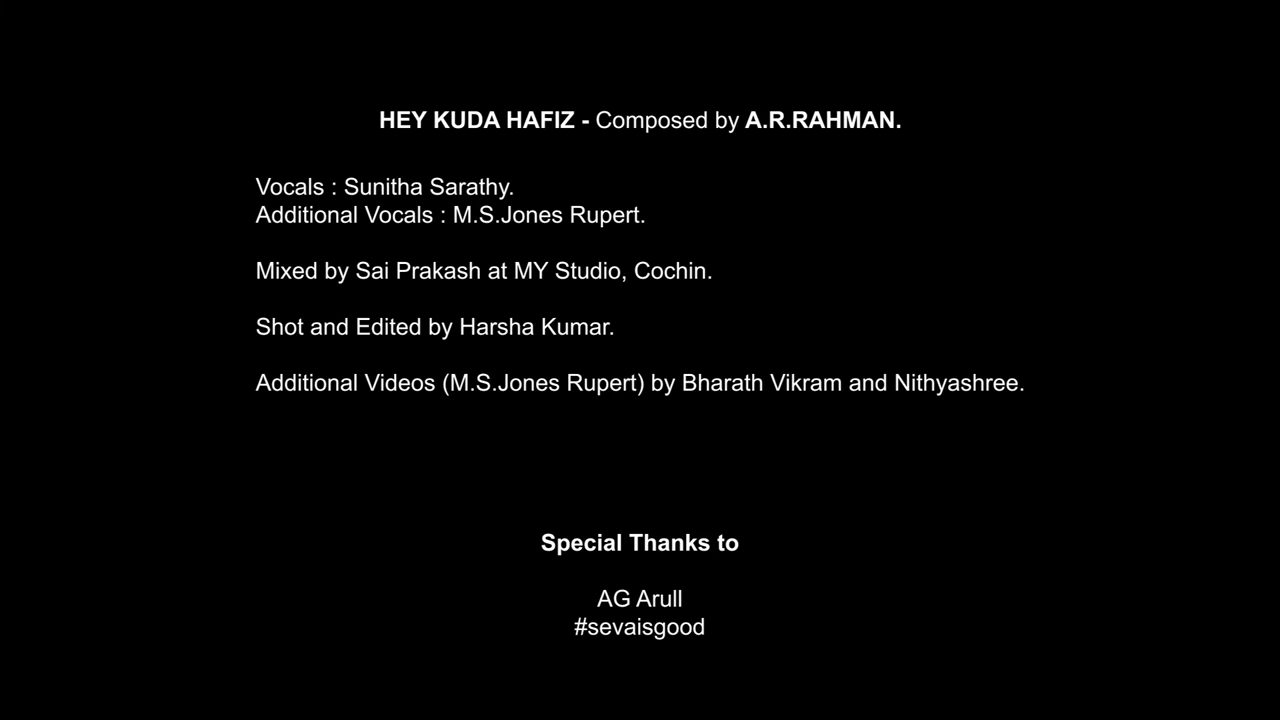 HEY KUDA HAFIZ - Composed by A.R.RAHMAN.
Vocals : Sunitha Sarathy.
Additional Vocals : M.S.Jones Rupert.
Mixed by Sai Prakash at MY Studio, Cochin.
Shot and Edited by Harsha Kumar.
Additional Videos (M.S.Jones Rupert) by Bharath Vikram and Nithyashree.
Special Thanks to
AG Arull
#sevaisgood